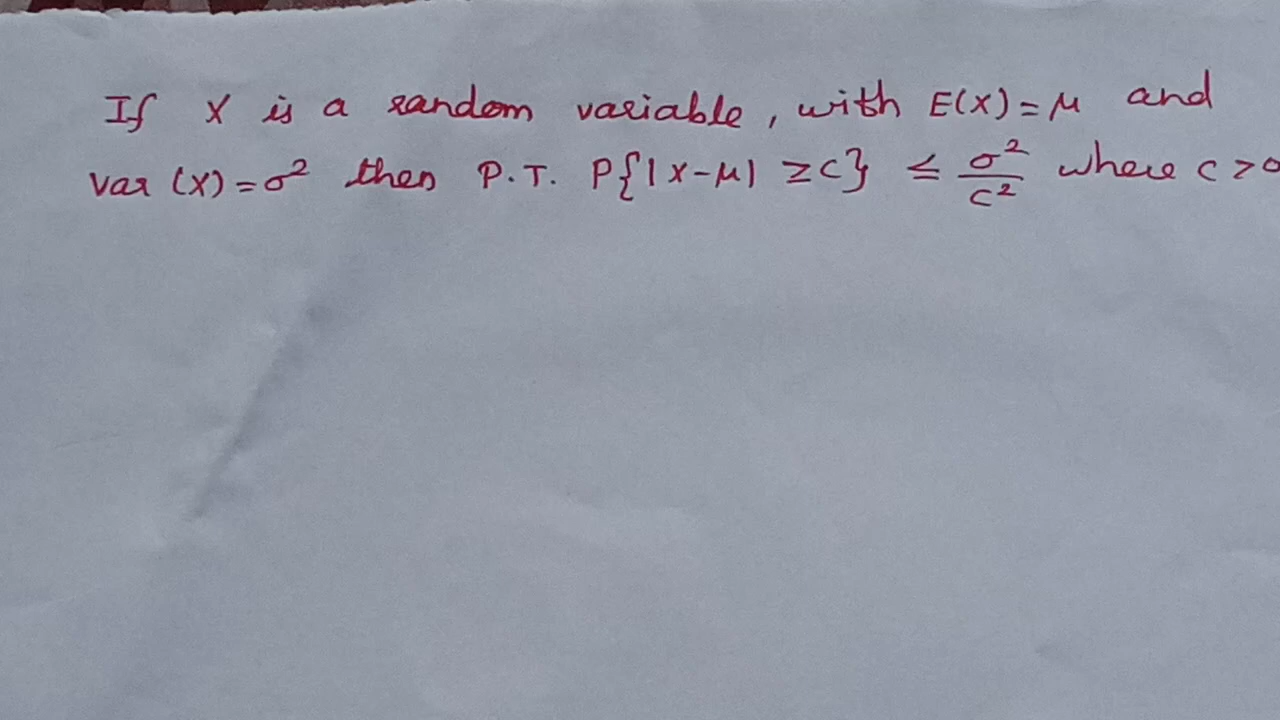 If X is a random variable, with E(X) = μ and
Var (X) = σ² then P.T. P{|X-μ| ≥ C} ≤ σ²/C² where C > 0